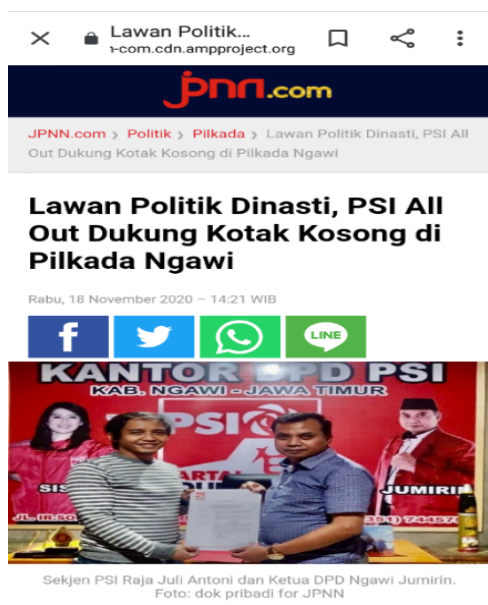 Lawan Politik...
-com.cdn.ampproject.org
jpnn.com
JPNN.com › Politik › Pilkada › Lawan Politik Dinasti, PSI All
Out Dukung Kotak Kosong di Pilkada Ngawi
Lawan Politik Dinasti, PSI All
Out Dukung Kotak Kosong di
Pilkada Ngawi
Rabu, 18 November 2020 – 14:21 WIB
f
LINE
KANTOR DPD PSI
KAB. NGAWI - JAWA TIMUR
PSI
SIS
JUMIRIN
Sekjen PSI Raja Juli Antoni dan Ketua DPD Ngawi Jumirin.
Foto: dok pribadi for JPNN